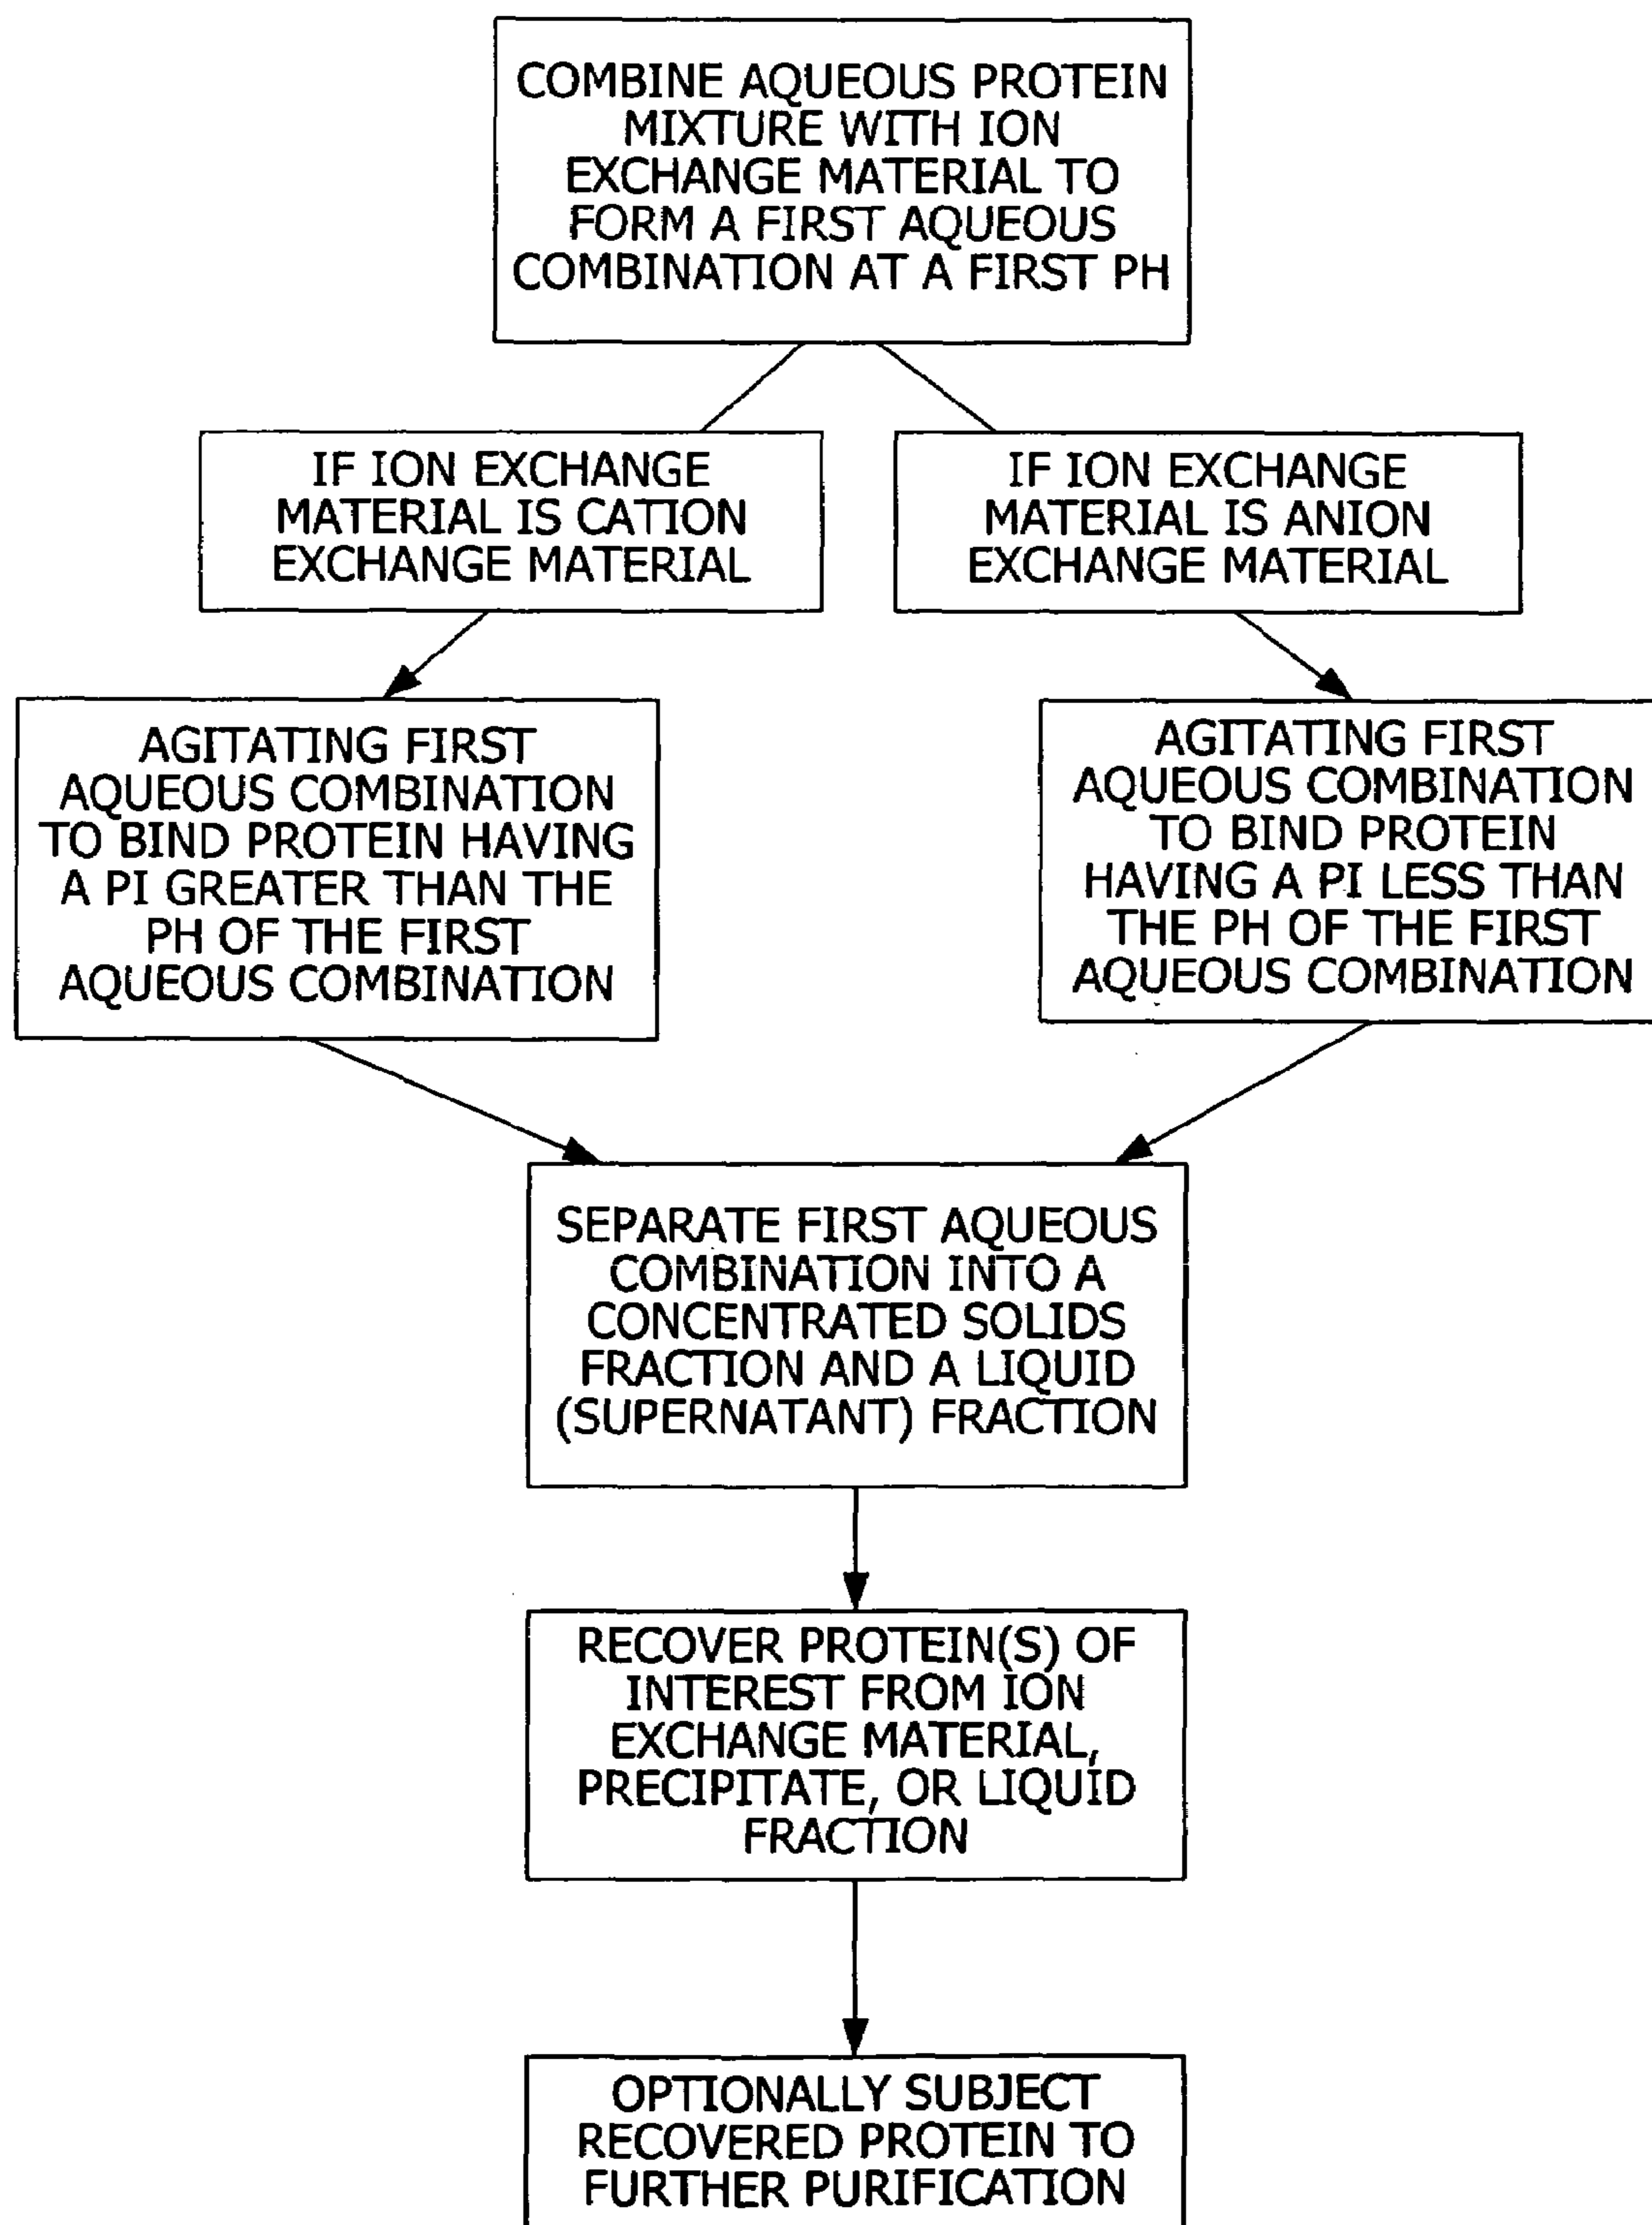 COMBINE AQUEOUS PROTEIN
MIXTURE WITH ION
EXCHANGE MATERIAL TO
FORM A FIRST AQUEOUS
COMBINATION AT A FIRST PH
IF ION EXCHANGE
MATERIAL IS CATION
EXCHANGE MATERIAL
IF ION EXCHANGE
MATERIAL IS ANION
EXCHANGE MATERIAL
AGITATING FIRST
AQUEOUS COMBINATION
TO BIND PROTEIN HAVING
A PI GREATER THAN THE
PH OF THE FIRST
AQUEOUS COMBINATION
AGITATING FIRST
AQUEOUS COMBINATION
TO BIND PROTEIN
HAVING A PI LESS THAN
THE PH OF THE FIRST
AQUEOUS COMBINATION
SEPARATE FIRST AQUEOUS
COMBINATION INTO A
CONCENTRATED SOLIDS
FRACTION AND A LIQUID
(SUPERNATANT) FRACTION
RECOVER PROTEIN(S) OF
INTEREST FROM ION
EXCHANGE MATERIAL,
PRECIPITATE, OR LIQUID
FRACTION
OPTIONALLY SUBJECT
RECOVERED PROTEIN TO
FURTHER PURIFICATION